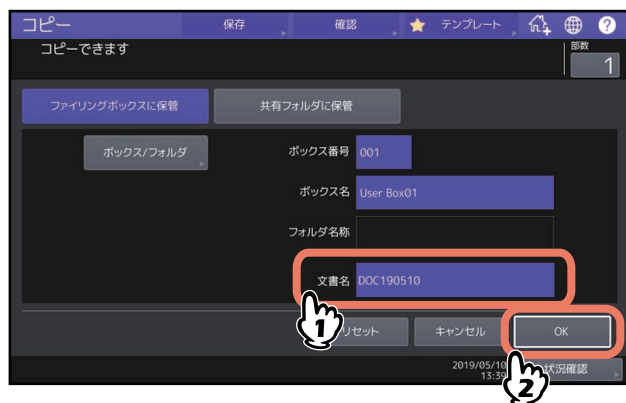 コピー 保存 確認 テンプレート ?
コピーできます 部数
1
ファイリングボックスに保管 共有フォルダに保管
ボックス/フォルダ ボックス番号 001
ボックス名 User Box01
フォルダ名称
文書名 DOC190510
1 セット キャンセル OK
2019/05/10 状況確認
13:39
2